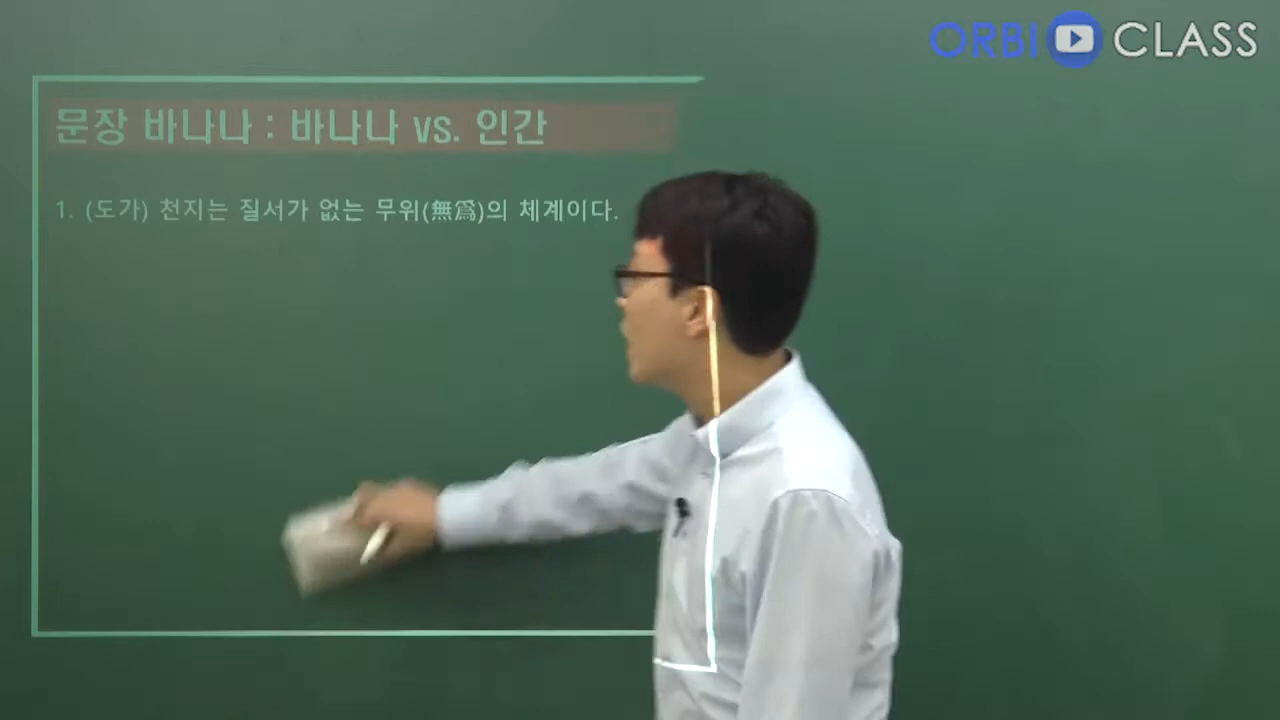 ORBI CLASS
문장 바나나 : 바나나 vs. 인간
1. (도가) 천지는 질서가 없는 무위(無爲)의 체계이다.